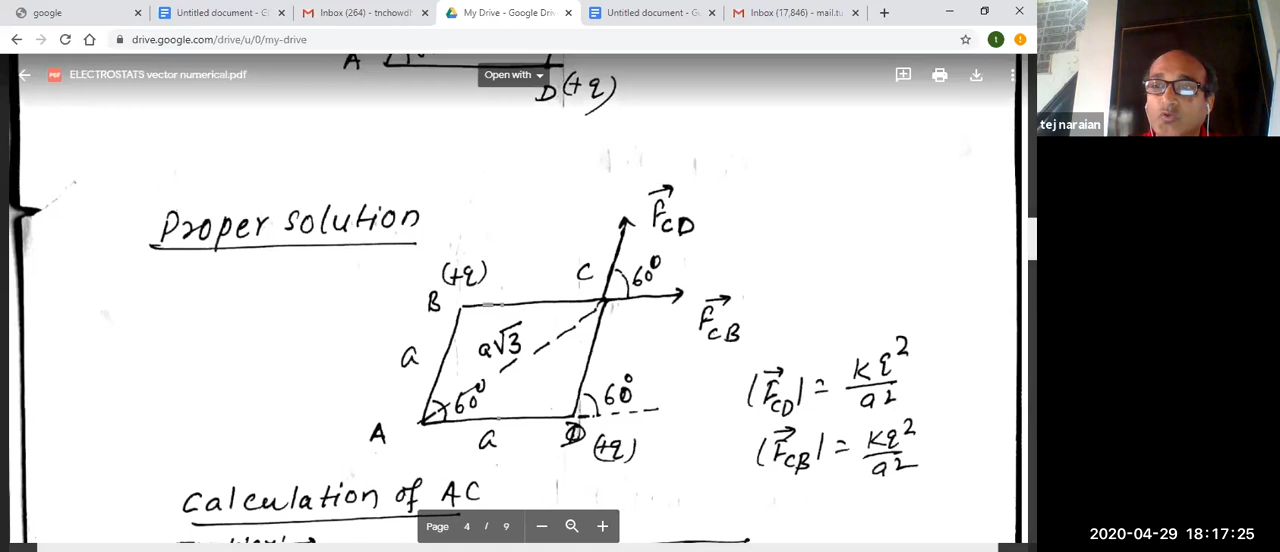 google
Untitled document - G
Inbox (264) - tnchowdh
My Drive - Google Driv
Untitled document - G
Inbox (17,846) - mail.tu
drive.google.com/drive/u/0/my-drive
t
PDF ELECTROSTATS vector numerical.pdf
Open with
A
D(+q)
tej naraian
Proper solution
F⃗CD
(+q)
C
60°
B
F⃗CB
a√3
a
60°
60°
|F⃗CD| = Kq²/a²
A
a
D
(+q)
|F⃗CB| = Kq²/a²
Calculation of AC
Page 4 / 9
2020-04-29 18:17:25